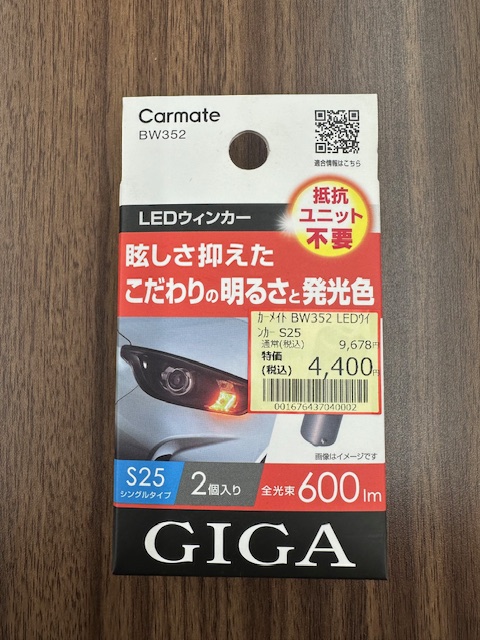 Carmate
BW352
適合情報はこちら
抵抗
ユニット
不要
LEDウィンカー
眩しさ抑えた
こだわりの明るさと発光色
カーメイト BW352 LEDウイ
ンカー S25
通常(税込) 9,678円
特価
(税込) 4,400円
001676437040002
画像はイメージです
S25
シングルタイプ
2個入り
全光束600lm
GIGA